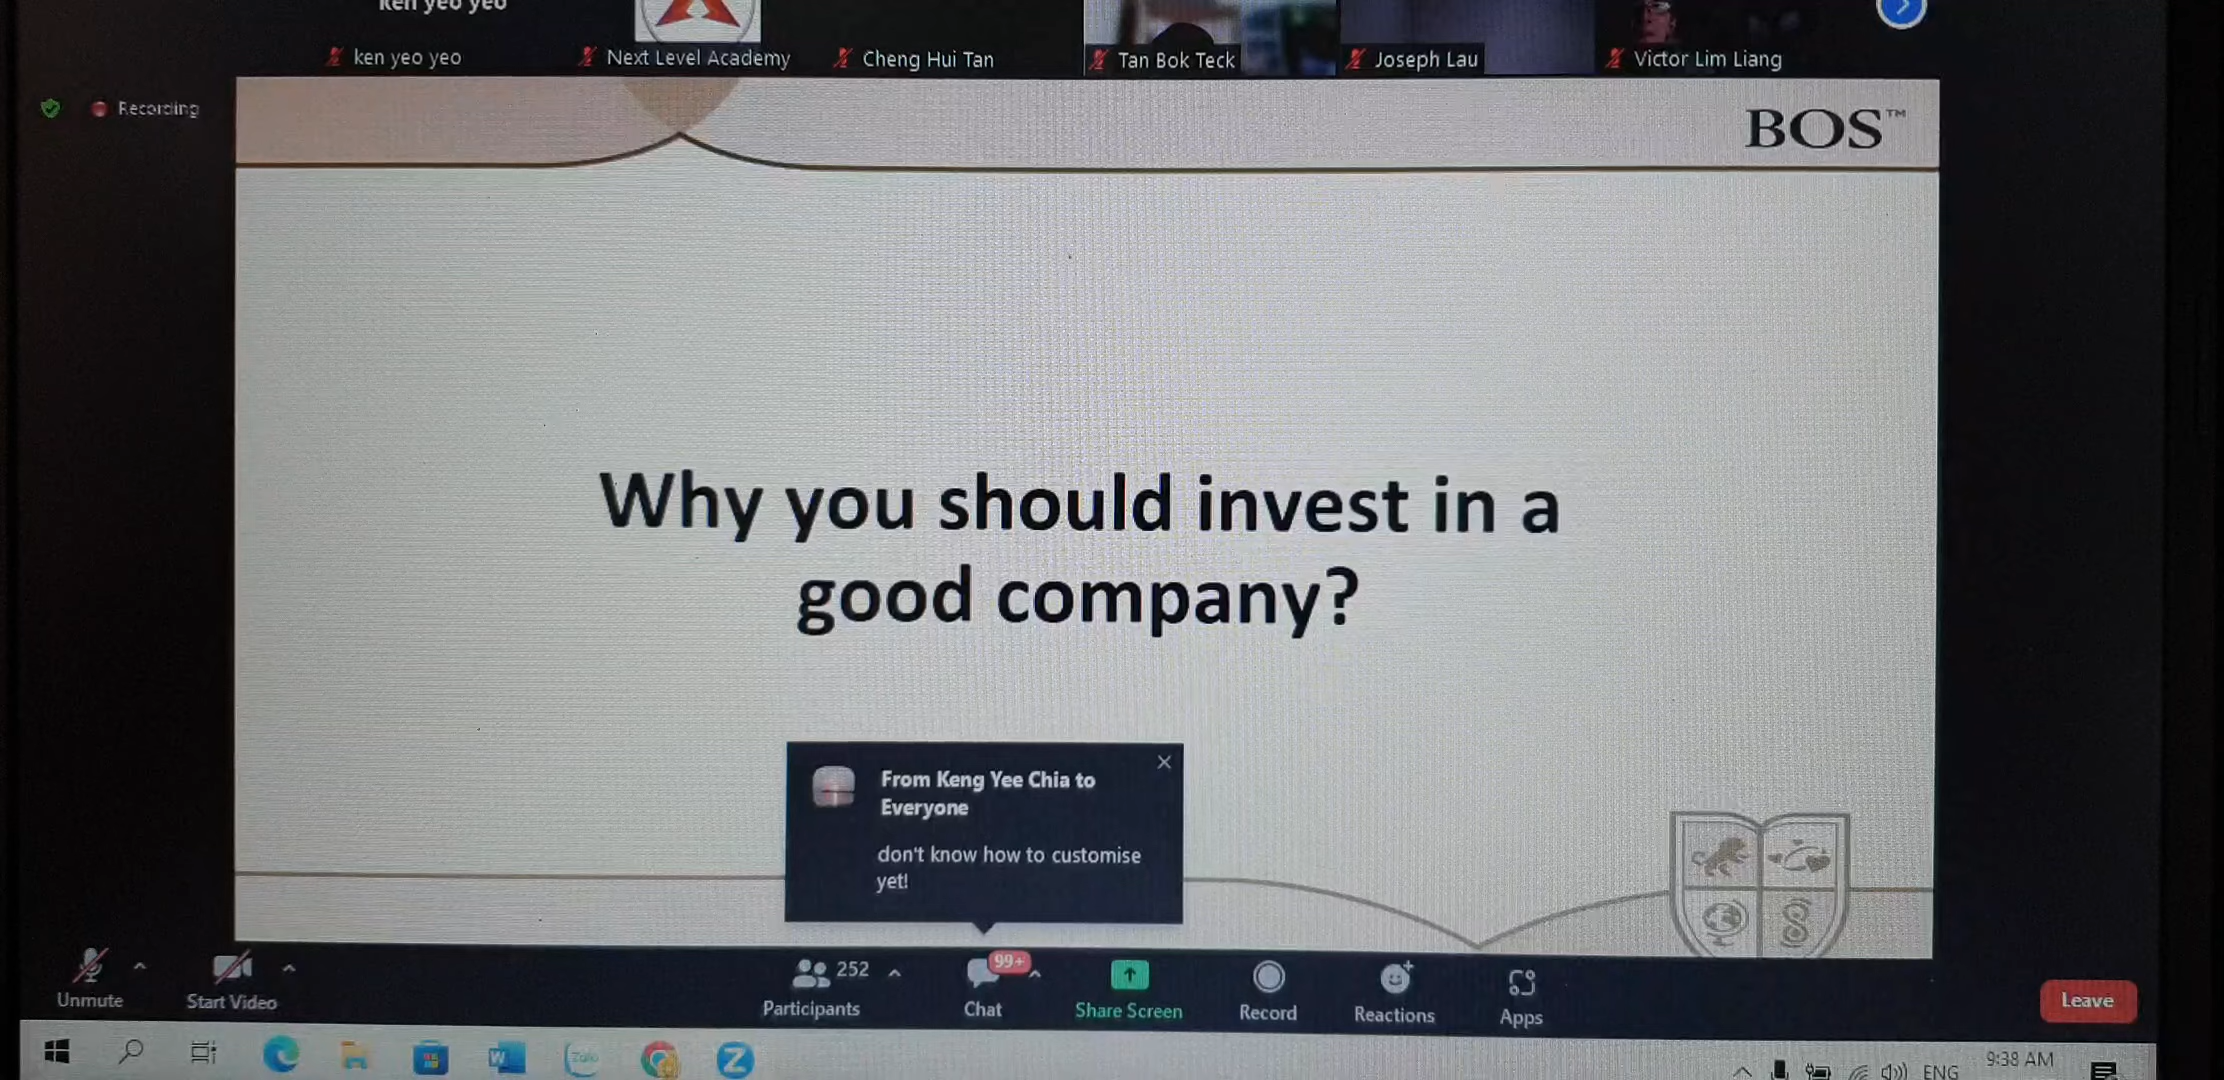 ken yeo yeo
ken yeo yeo
Next Level Academy
Cheng Hui Tan
Tan Bok Teck
Joseph Lau
Victor Lim Liang
Recording
BOS™
Why you should invest in a
good company?
From Keng Yee Chia to
Everyone
don't know how to customise
yet!
Unmute
Start Video
252
Participants
99+
Chat
Share Screen
Record
Reactions
Apps
Leave
W
Zalo
Z
ENG
9:38 AM